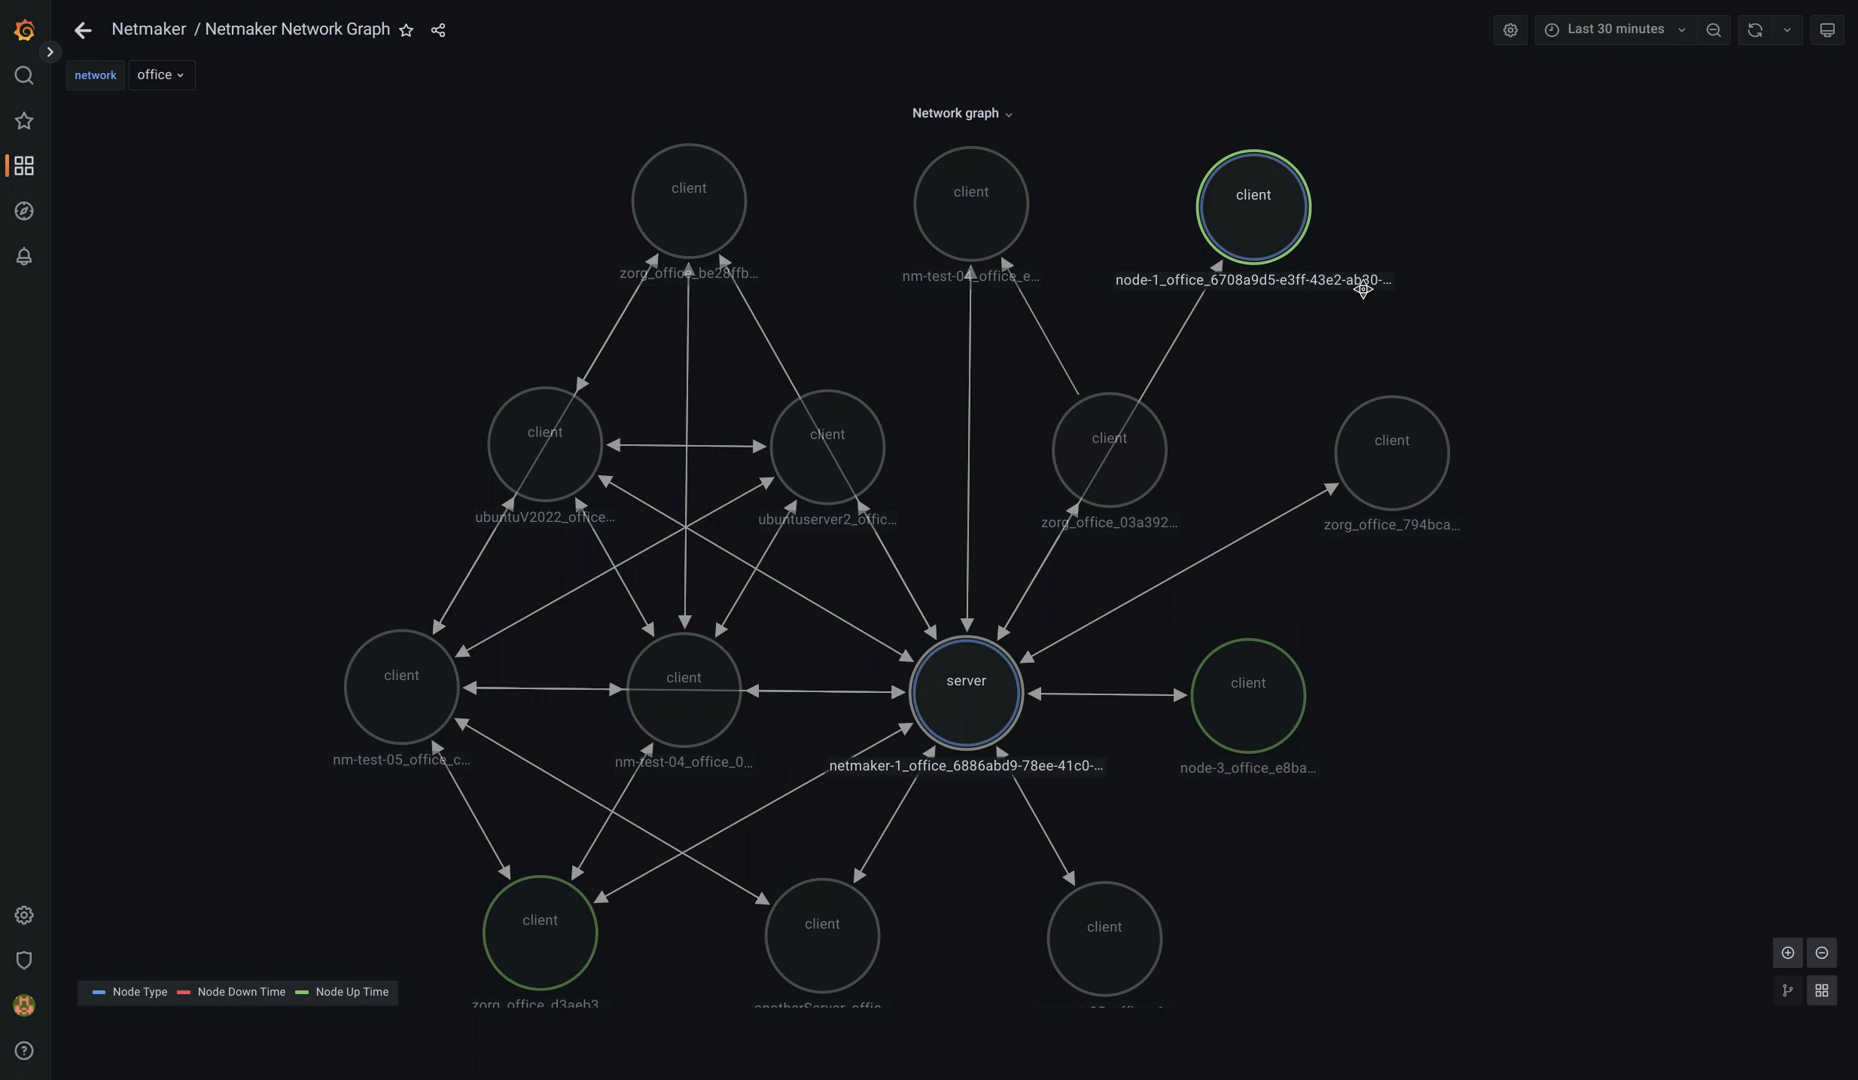 Netmaker / Netmaker Network Graph
Last 30 minutes
network
office
Network graph
client
client
client
zorg_office_be28ffb...
nm-test-04_office_e...
node-1_office_6708a9d5-e3ff-43e2-ab30-...
client
client
client
client
ubuntuV2022_office...
ubuntuserver2_offic...
zorg_office_03a392...
zorg_office_794bca...
client
client
server
client
nm-test-05_office_c...
nm-test-04_office_0...
netmaker-1_office_6886abd9-78ee-41c0-...
node-3_office_e8ba...
client
client
client
Node Type
Node Down Time
Node Up Time
zorg_office_d3aeb3...
anotherServer_offic...